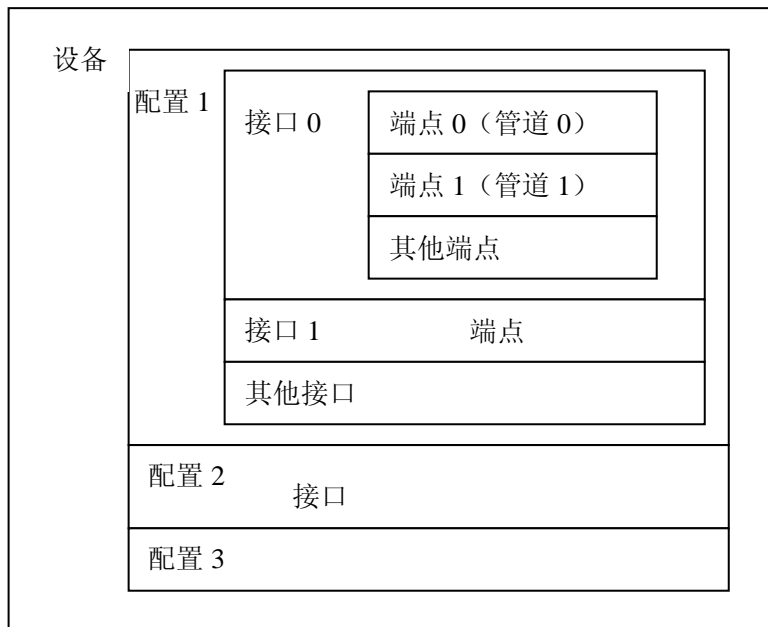 设备
配置 1
接口 0
端点 0（管道 0）
端点 1（管道 1）
其他端点
接口 1 端点
其他接口
配置 2
接口
配置 3